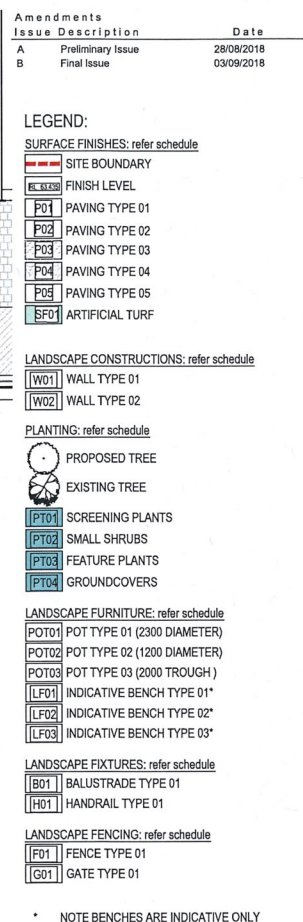 Amendments
Issue Description Date
A Preliminary Issue 28/08/2018
B Final Issue 03/09/2018
LEGEND:
SURFACE FINISHES: refer schedule
SITE BOUNDARY
RL 63.435 FINISH LEVEL
P01 PAVING TYPE 01
P02 PAVING TYPE 02
P03 PAVING TYPE 03
P04 PAVING TYPE 04
P05 PAVING TYPE 05
SF01 ARTIFICIAL TURF
LANDSCAPE CONSTRUCTIONS: refer schedule
W01 WALL TYPE 01
W02 WALL TYPE 02
PLANTING: refer schedule
PROPOSED TREE
EXISTING TREE
PT01 SCREENING PLANTS
PT02 SMALL SHRUBS
PT03 FEATURE PLANTS
PT04 GROUNDCOVERS
LANDSCAPE FURNITURE: refer schedule
POT01 POT TYPE 01 (2300 DIAMETER)
POT02 POT TYPE 02 (1200 DIAMETER)
POT03 POT TYPE 03 (2000 TROUGH )
LF01 INDICATIVE BENCH TYPE 01*
LF02 INDICATIVE BENCH TYPE 02*
LF03 INDICATIVE BENCH TYPE 03*
LANDSCAPE FIXTURES: refer schedule
B01 BALUSTRADE TYPE 01
H01 HANDRAIL TYPE 01
LANDSCAPE FENCING: refer schedule
F01 FENCE TYPE 01
G01 GATE TYPE 01
* NOTE BENCHES ARE INDICATIVE ONLY